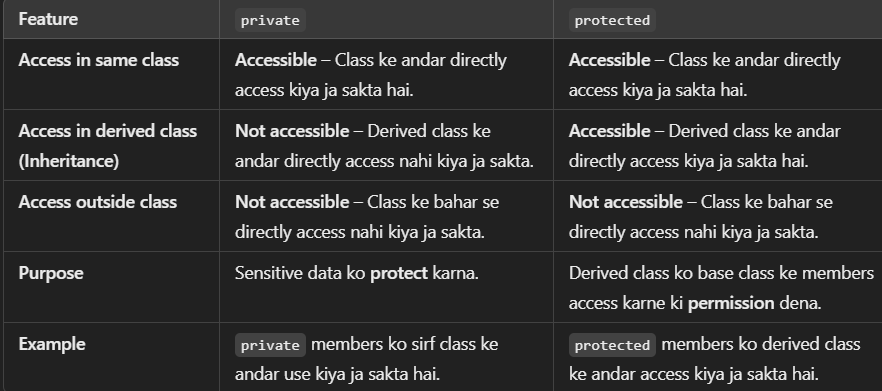 Feature private protected
Access in same class Accessible – Class ke andar directly Accessible – Class ke andar directly
access kiya ja sakta hai. access kiya ja sakta hai.
Access in derived class Not accessible – Derived class ke Accessible – Derived class ke andar
(Inheritance) andar directly access nahi kiya ja sakta. directly access kiya ja sakta hai.
Access outside class Not accessible – Class ke bahar se Not accessible – Class ke bahar se
directly access nahi kiya ja sakta. directly access nahi kiya ja sakta.
Purpose Sensitive data ko protect karna. Derived class ko base class ke members
access karne ki permission dena.
Example private members ko sirf class ke protected members ko derived class
andar use kiya ja sakta hai. ke andar access kiya ja sakta hai.